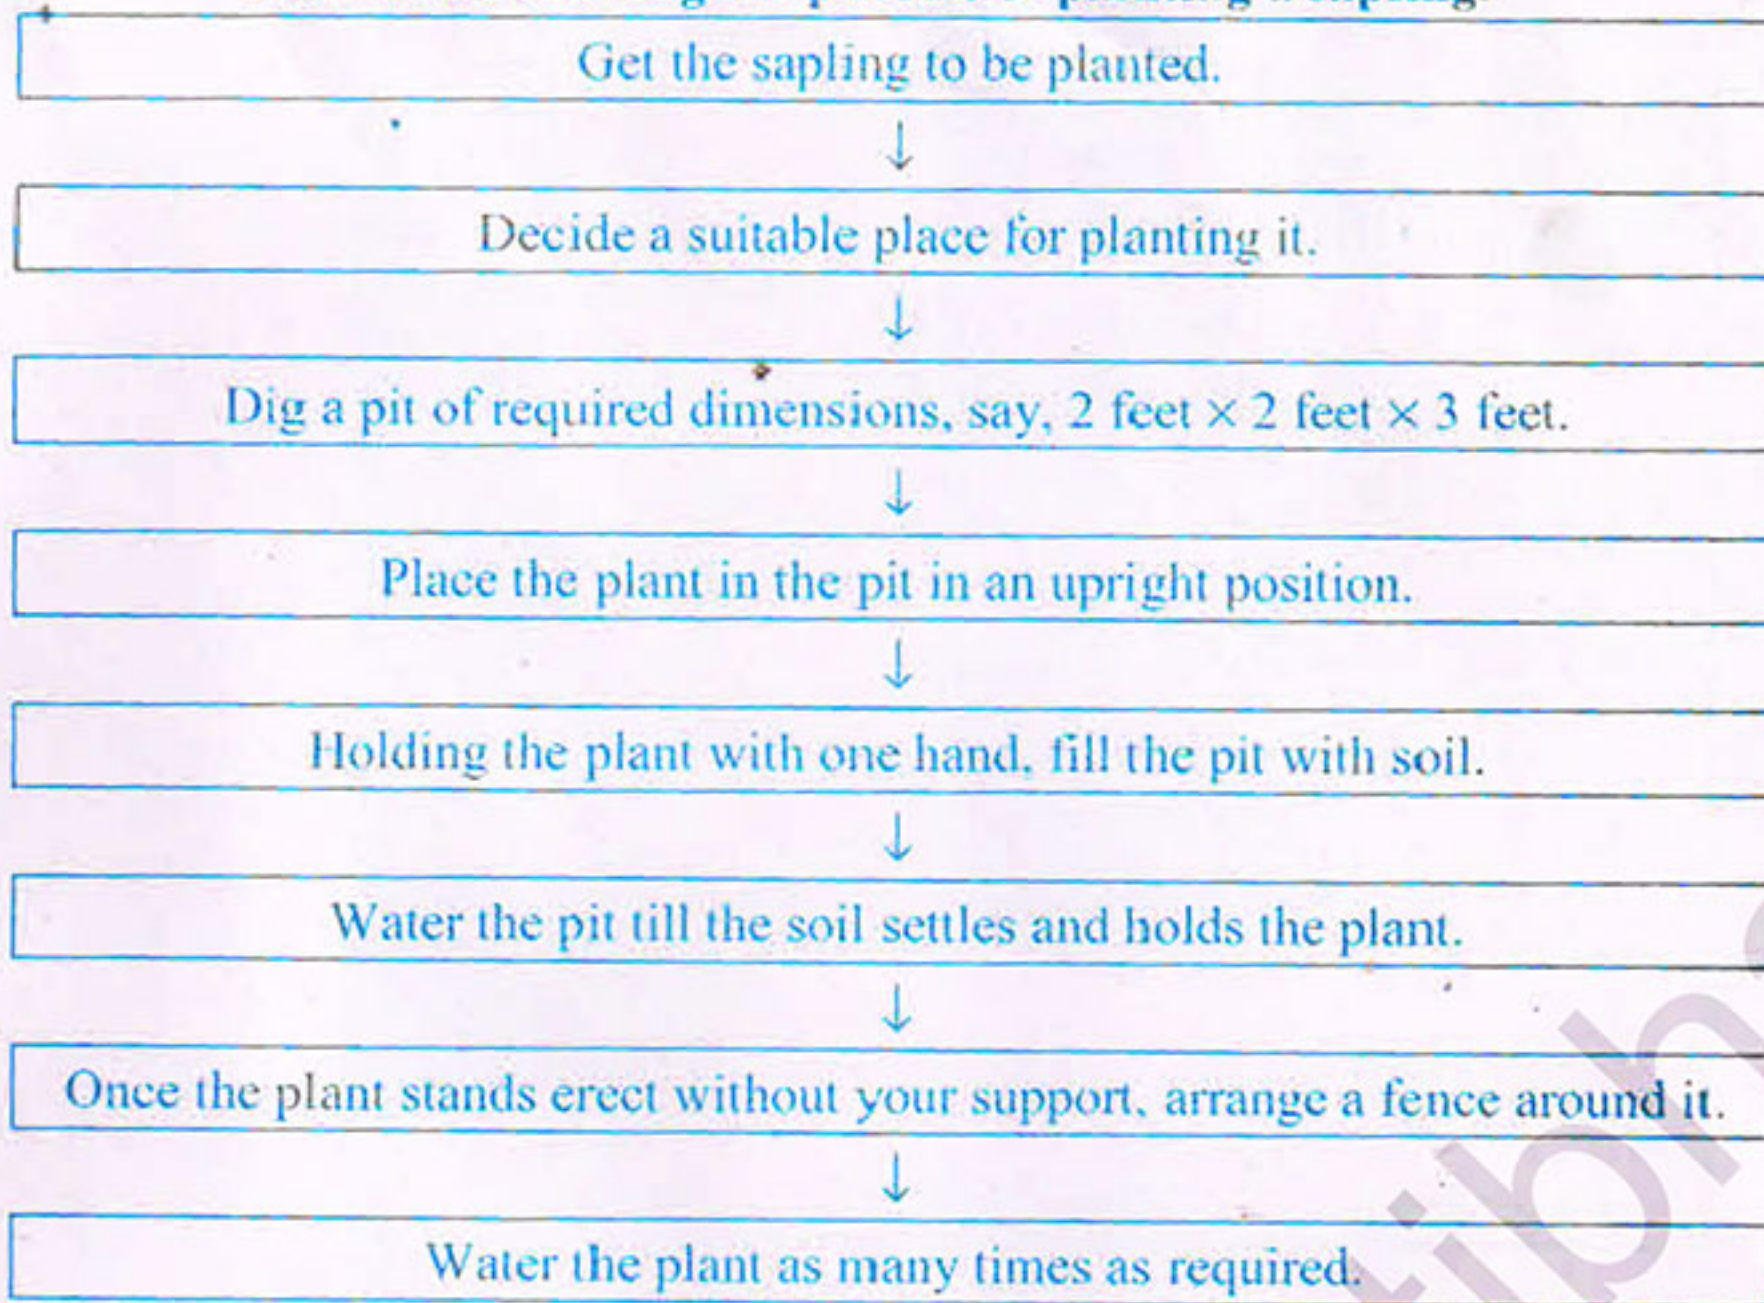 planting a sapling.
Get the sapling to be planted.
↓
Decide a suitable place for planting it.
↓
Dig a pit of required dimensions, say, 2 feet × 2 feet × 3 feet.
↓
Place the plant in the pit in an upright position.
↓
Holding the plant with one hand, fill the pit with soil.
↓
Water the pit till the soil settles and holds the plant.
↓
Once the plant stands erect without your support, arrange a fence around it.
↓
Water the plant as many times as required.